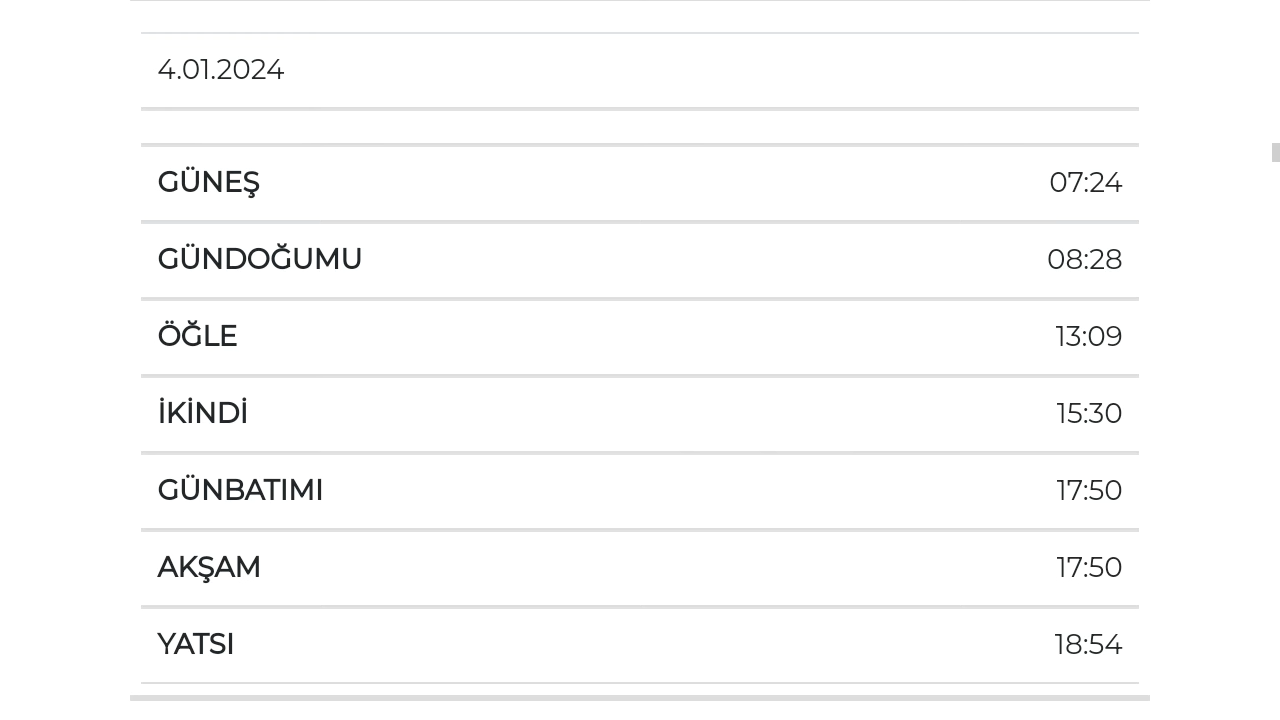 4.01.2024
GÜNEŞ 07:24
GÜNDOĞUMU 08:28
ÖĞLE 13:09
İKİNDİ 15:30
GÜNBATIMI 17:50
AKŞAM 17:50
YATSI 18:54